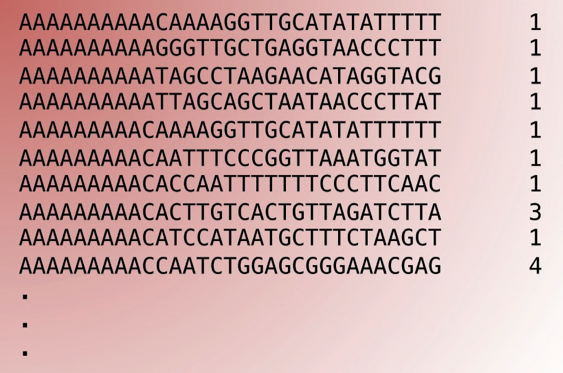 AAAAAAAAAACAAAAGGTTGCATATATTTTT 1
AAAAAAAAAAGGGTTGCTGAGGTAACCCTTT 1
AAAAAAAAAATAGCCTAAGAACATAGGTACG 1
AAAAAAAAAATTAGCAGCTAATAACCCTTAT 1
AAAAAAAAACAAAAGGTTGCATATATTTTTT 1
AAAAAAAAACAATTTCCCGGTTAAATGGTAT 1
AAAAAAAAACACCAATTTTTTTCCCTTCAAC 1
AAAAAAAAACACTTGTCACTGTTAGATCTTA 3
AAAAAAAAACATCCATAATGCTTTCTAAGCT 1
AAAAAAAAACCAATCTGGAGCGGGAAACGAG 4
.
.
.